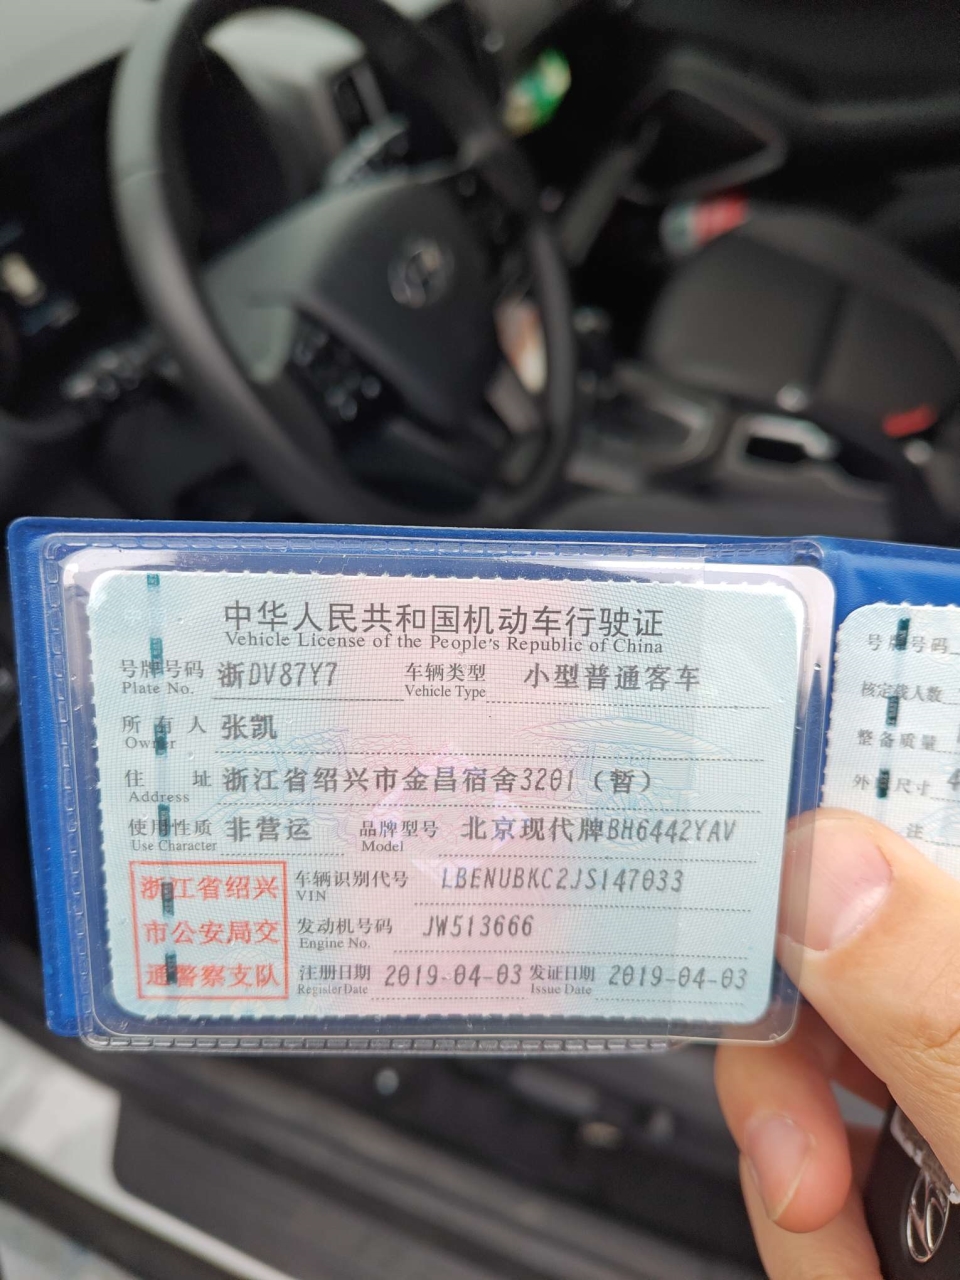 中华人民共和国机动车行驶证
Vehicle License of the People's Republic of China
号牌号码 浙DV87Y7 车辆类型 小型普通客车
Plate No. Vehicle Type
所有人 张凯
Owner
住址 浙江省绍兴市金昌宿舍3201（暂）
Address
使用性质 非营运 品牌型号 北京现代牌BH6442YAV
Use Character Model
浙江省绍兴
市公安局交
通警察支队
车辆识别代号 LBENUBKC2JS147033
VIN
发动机号码 JW513666
Engine No.
注册日期 2019-04-03 发证日期 2019-04-03
Register Date Issue Date
号牌号码
核定载人数
整备质量
外廓尺寸 4
注